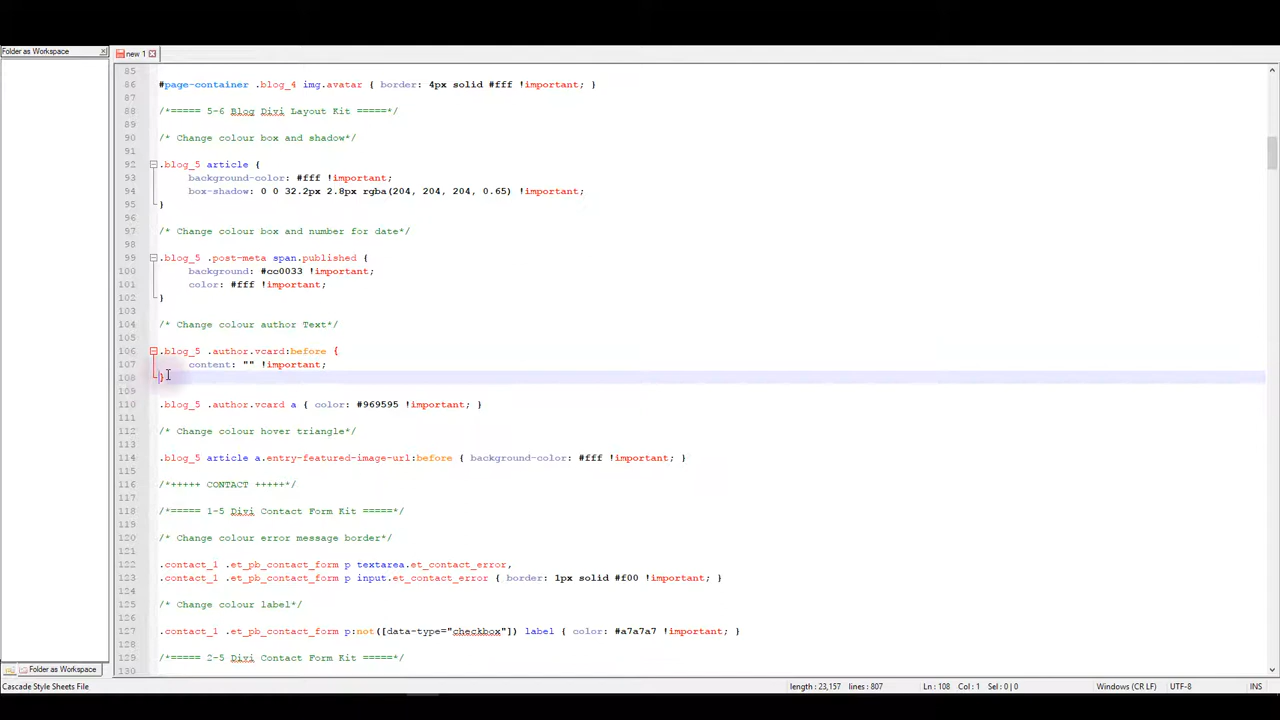 Folder as Workspace
new 1
85
86 #page-container .blog_4 img.avatar { border: 4px solid #fff !important; }
87
88 /*===== 5-6 Blog Divi Layout Kit =====*/
89
90 /* Change colour box and shadow*/
91
92 .blog_5 article {
93 background-color: #fff !important;
94 box-shadow: 0 0 32.2px 2.8px rgba(204, 204, 204, 0.65) !important;
95 }
96
97 /* Change colour box and number for date*/
98
99 .blog_5 .post-meta span.published {
100 background: #cc0033 !important;
101 color: #fff !important;
102 }
103
104 /* Change colour author Text*/
105
106 .blog_5 .author.vcard:before {
107 content: "" !important;
108 }
109
110 .blog_5 .author.vcard a { color: #969595 !important; }
111
112 /* Change colour hover triangle*/
113
114 .blog_5 article a.entry-featured-image-url:before { background-color: #fff !important; }
115
116 /*+++++ CONTACT +++++*/
117
118 /*===== 1-5 Divi Contact Form Kit =====*/
119
120 /* Change colour error message border*/
121
122 .contact_1 .et_pb_contact_form p textarea.et_contact_error,
123 .contact_1 .et_pb_contact_form p input.et_contact_error { border: 1px solid #f00 !important; }
124
125 /* Change colour label*/
126
127 .contact_1 .et_pb_contact_form p:not([data-type="checkbox"]) label { color: #a7a7a7 !important; }
128
129 /*===== 2-5 Divi Contact Form Kit =====*/
130
Folder as Workspace
Cascade Style Sheets File length : 23,157 lines : 807 Ln : 108 Col : 1 Sel : 0 | 0 Windows (CR LF) UTF-8 INS